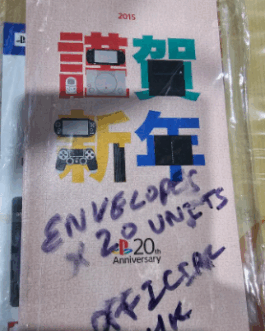 2015
謹賀
新年
ENVELOPES
X 20 UNITS
20th
Anniversary
OFFICIAL